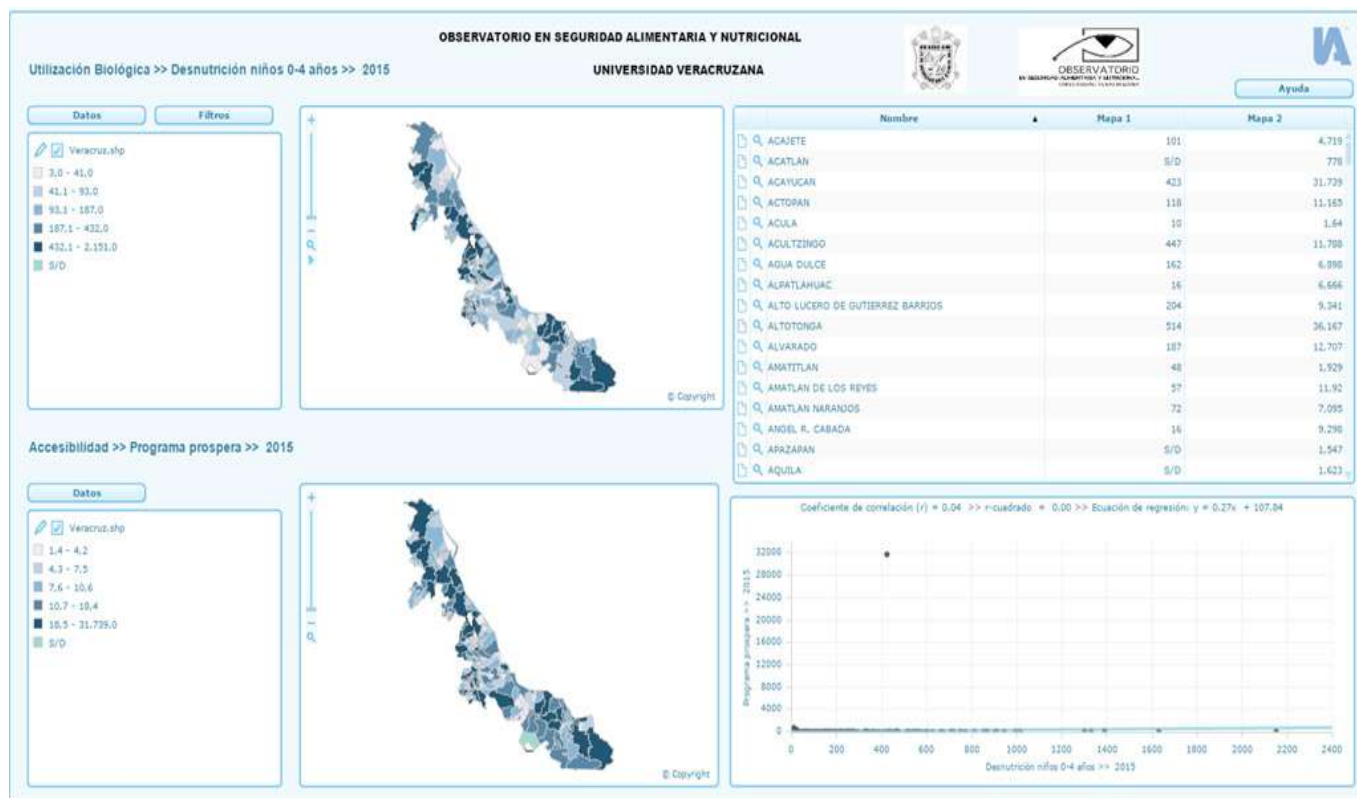 OBSERVATORIO EN SEGURIDAD ALIMENTARIA Y NUTRICIONAL
UNIVERSIDAD VERACRUZANA
OBSERVATORIO
Utilización Biológica >> Desnutrición niños 0-4 años >> 2015
Ayuda
Datos
Filtros
Veracruz.shp
3,0 - 41,0
41,1 - 93,0
93,1 - 187,0
187,1 - 432,0
432,1 - 2.151,0
S/D
© Copyright
Nombre Mapa 1 Mapa 2
ACAJETE 101 4,719
ACATLAN S/D 778
ACAYUCAN 423 31.739
ACTOPAN 118 11,165
ACULA 10 1,64
ACULTZINGO 447 11,788
AGUA DULCE 162 6,898
ALPATLAHUAC 16 6,666
ALTO LUCERO DE GUTIERREZ BARRIOS 204 9,341
ALTOTONGA 514 36,167
ALVARADO 187 12,707
AMATITLAN 48 1,929
AMATLAN DE LOS REYES 57 11,92
AMATLAN NARANJOS 72 7,095
ANGEL R. CABADA 16 9,298
APAZAPAN S/D 1,547
AQUILA S/D 1,623
Accesibilidad >> Programa prospera >> 2015
Datos
Veracruz.shp
1,4 - 4,2
4,3 - 7,5
7,6 - 10,6
10,7 - 18,4
18,5 - 31.739,0
S/D
© Copyright
Coeficiente de correlación (r) = 0.04 >> r-cuadrado = 0.00 >> Ecuación de regresión: y = 0.27x + 107.84
Programa prospera >> 2015
32000
28000
24000
20000
16000
12000
8000
4000
0
0 200 400 600 800 1000 1200 1400 1600 1800 2000 2200 2400
Desnutrición niños 0-4 años >> 2015